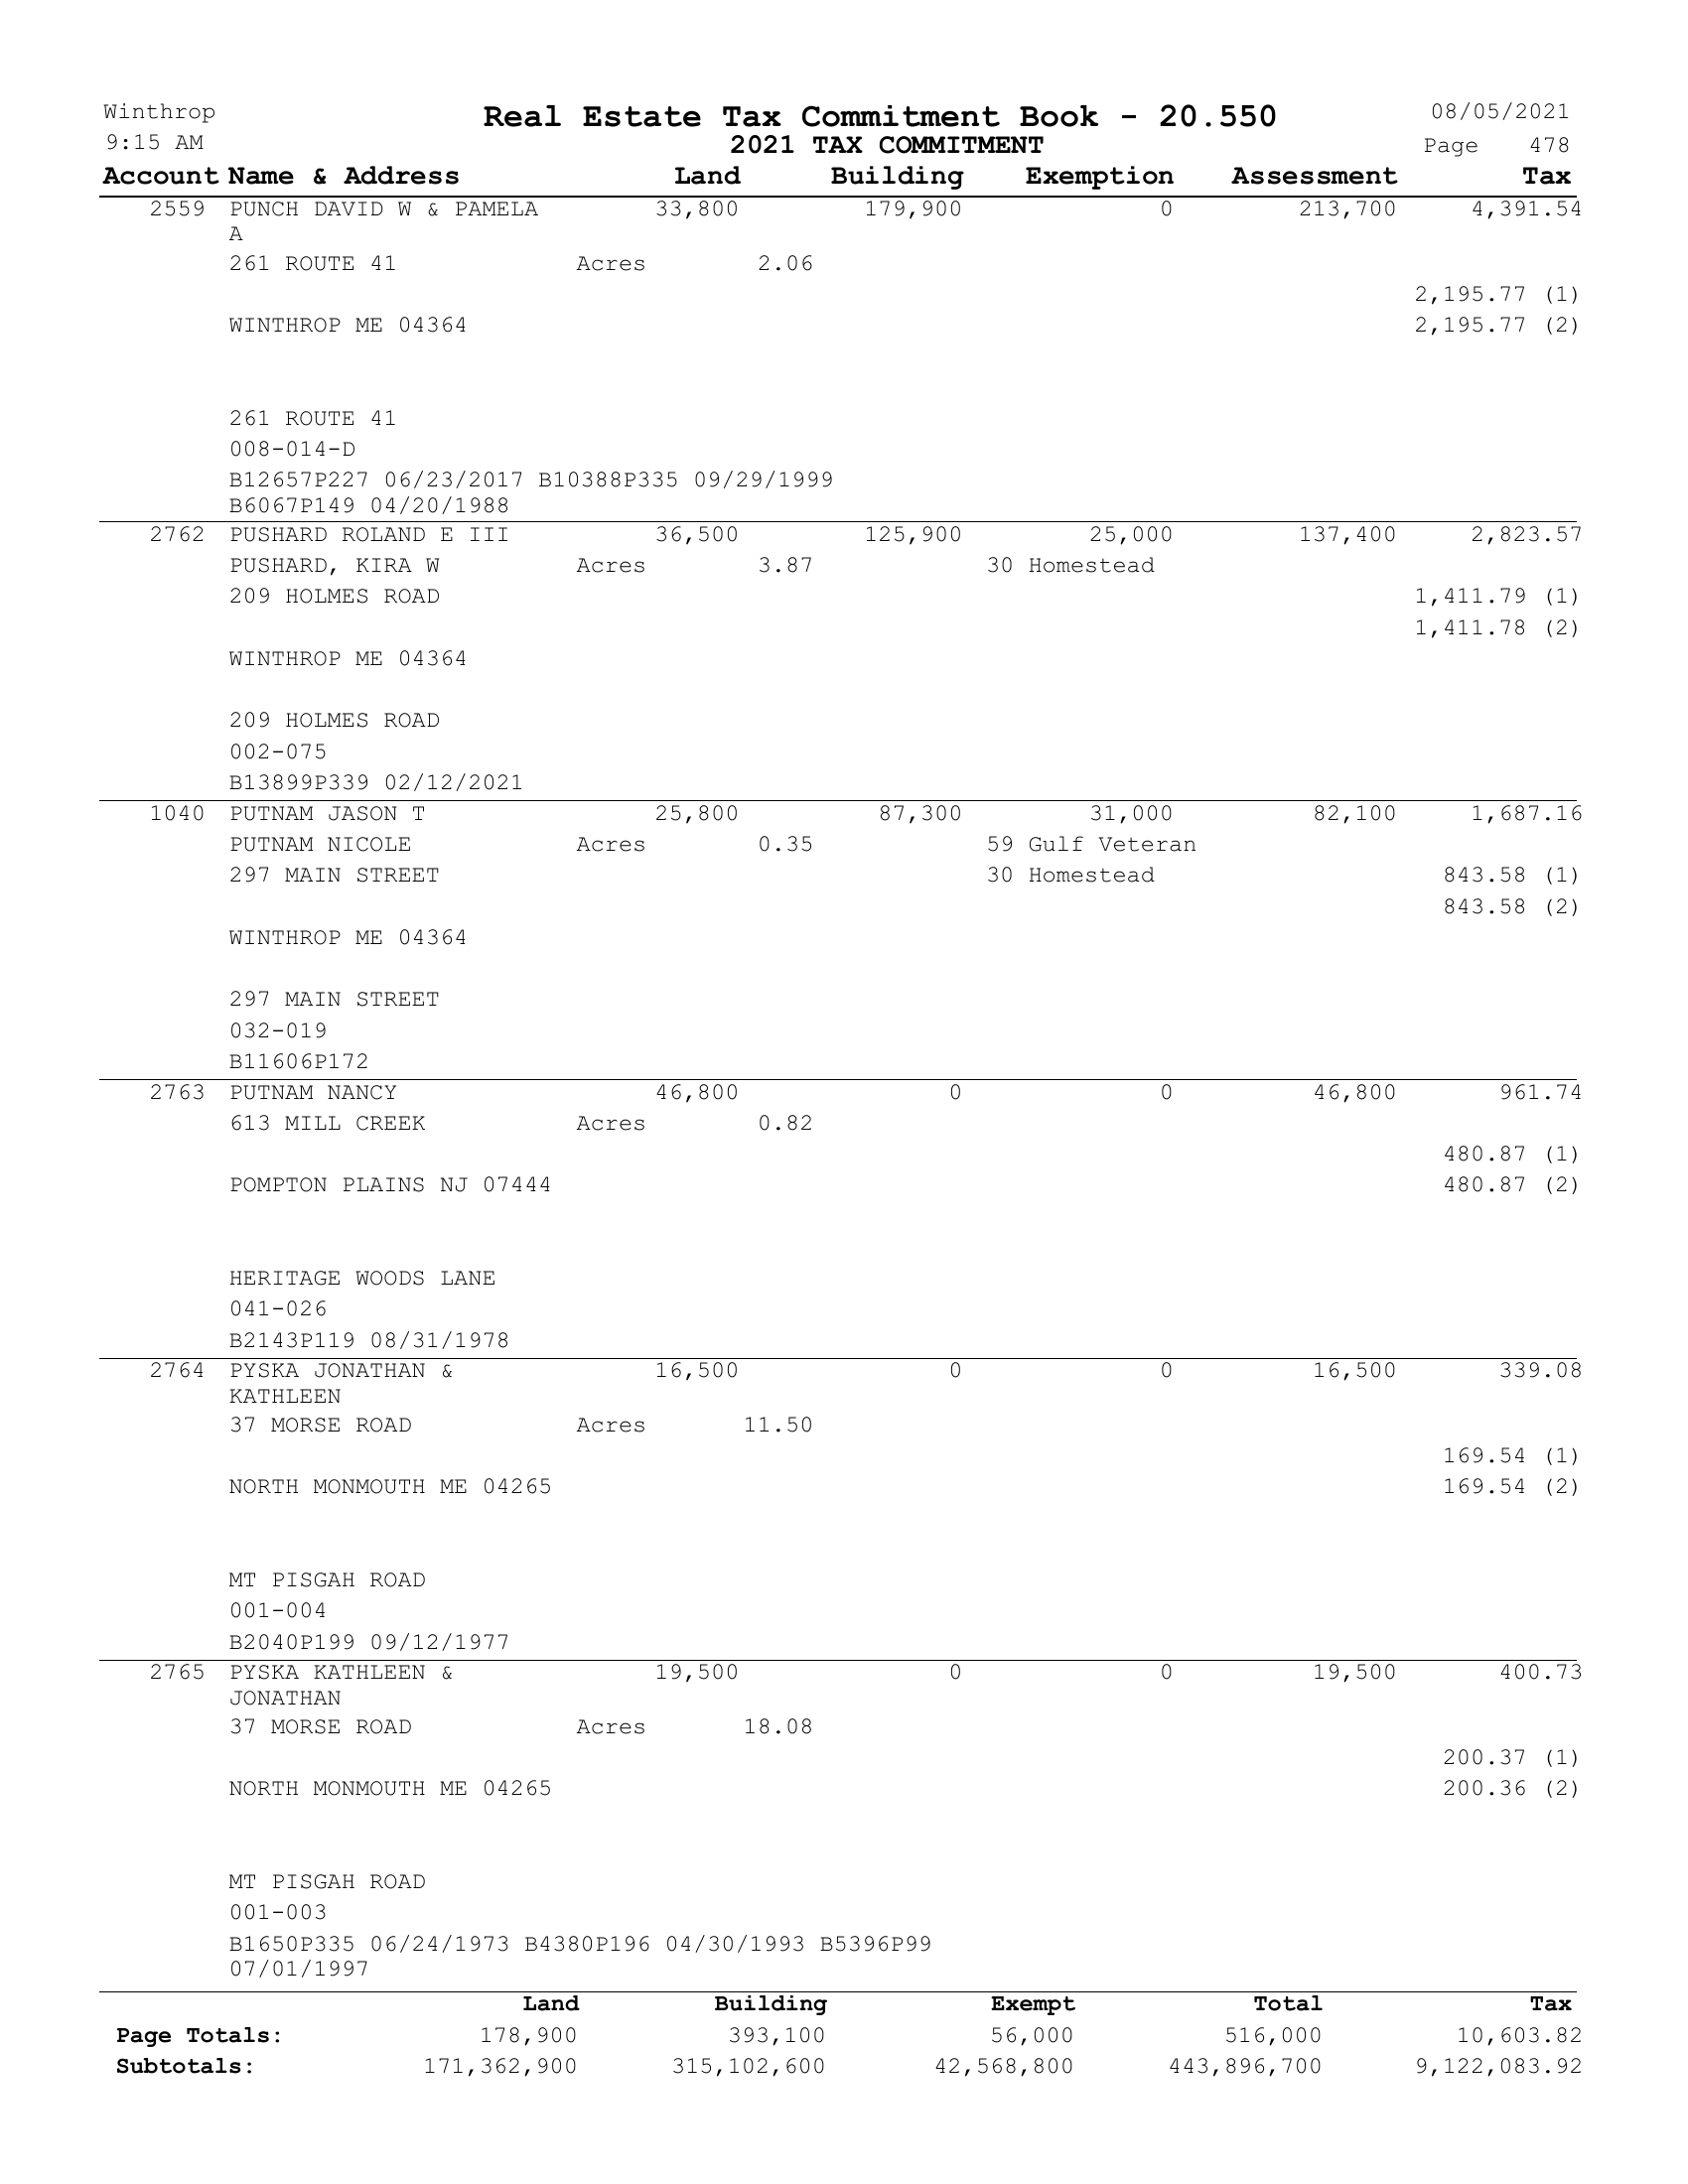 Winthrop Real Estate Tax Commitment Book - 20.550 08/05/2021
9:15 AM 2021 TAX COMMITMENT Page 478
Account Name & Address Land Building Exemption Assessment Tax
2559 PUNCH DAVID W & PAMELA 33,800 179,900 0 213,700 4,391.54
A
261 ROUTE 41 Acres 2.06
2,195.77 (1)
WINTHROP ME 04364 2,195.77 (2)
261 ROUTE 41
008-014-D
B12657P227 06/23/2017 B10388P335 09/29/1999
B6067P149 04/20/1988
2762 PUSHARD ROLAND E III 36,500 125,900 25,000 137,400 2,823.57
PUSHARD, KIRA W Acres 3.87 30 Homestead
209 HOLMES ROAD 1,411.79 (1)
1,411.78 (2)
WINTHROP ME 04364
209 HOLMES ROAD
002-075
B13899P339 02/12/2021
1040 PUTNAM JASON T 25,800 87,300 31,000 82,100 1,687.16
PUTNAM NICOLE Acres 0.35 59 Gulf Veteran
297 MAIN STREET 30 Homestead 843.58 (1)
843.58 (2)
WINTHROP ME 04364
297 MAIN STREET
032-019
B11606P172
2763 PUTNAM NANCY 46,800 0 0 46,800 961.74
613 MILL CREEK Acres 0.82
480.87 (1)
POMPTON PLAINS NJ 07444 480.87 (2)
HERITAGE WOODS LANE
041-026
B2143P119 08/31/1978
2764 PYSKA JONATHAN & 16,500 0 0 16,500 339.08
KATHLEEN
37 MORSE ROAD Acres 11.50
169.54 (1)
NORTH MONMOUTH ME 04265 169.54 (2)
MT PISGAH ROAD
001-004
B2040P199 09/12/1977
2765 PYSKA KATHLEEN & 19,500 0 0 19,500 400.73
JONATHAN
37 MORSE ROAD Acres 18.08
200.37 (1)
NORTH MONMOUTH ME 04265 200.36 (2)
MT PISGAH ROAD
001-003
B1650P335 06/24/1973 B4380P196 04/30/1993 B5396P99
07/01/1997
Land Building Exempt Total Tax
Page Totals: 178,900 393,100 56,000 516,000 10,603.82
Subtotals: 171,362,900 315,102,600 42,568,800 443,896,700 9,122,083.92